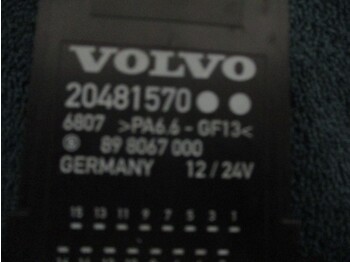 VOLVO
20481570
6807 >PA6.6-GF13<
S 89 8067 000
GERMANY 12/24V
15 13 11 9 7 5 3 1